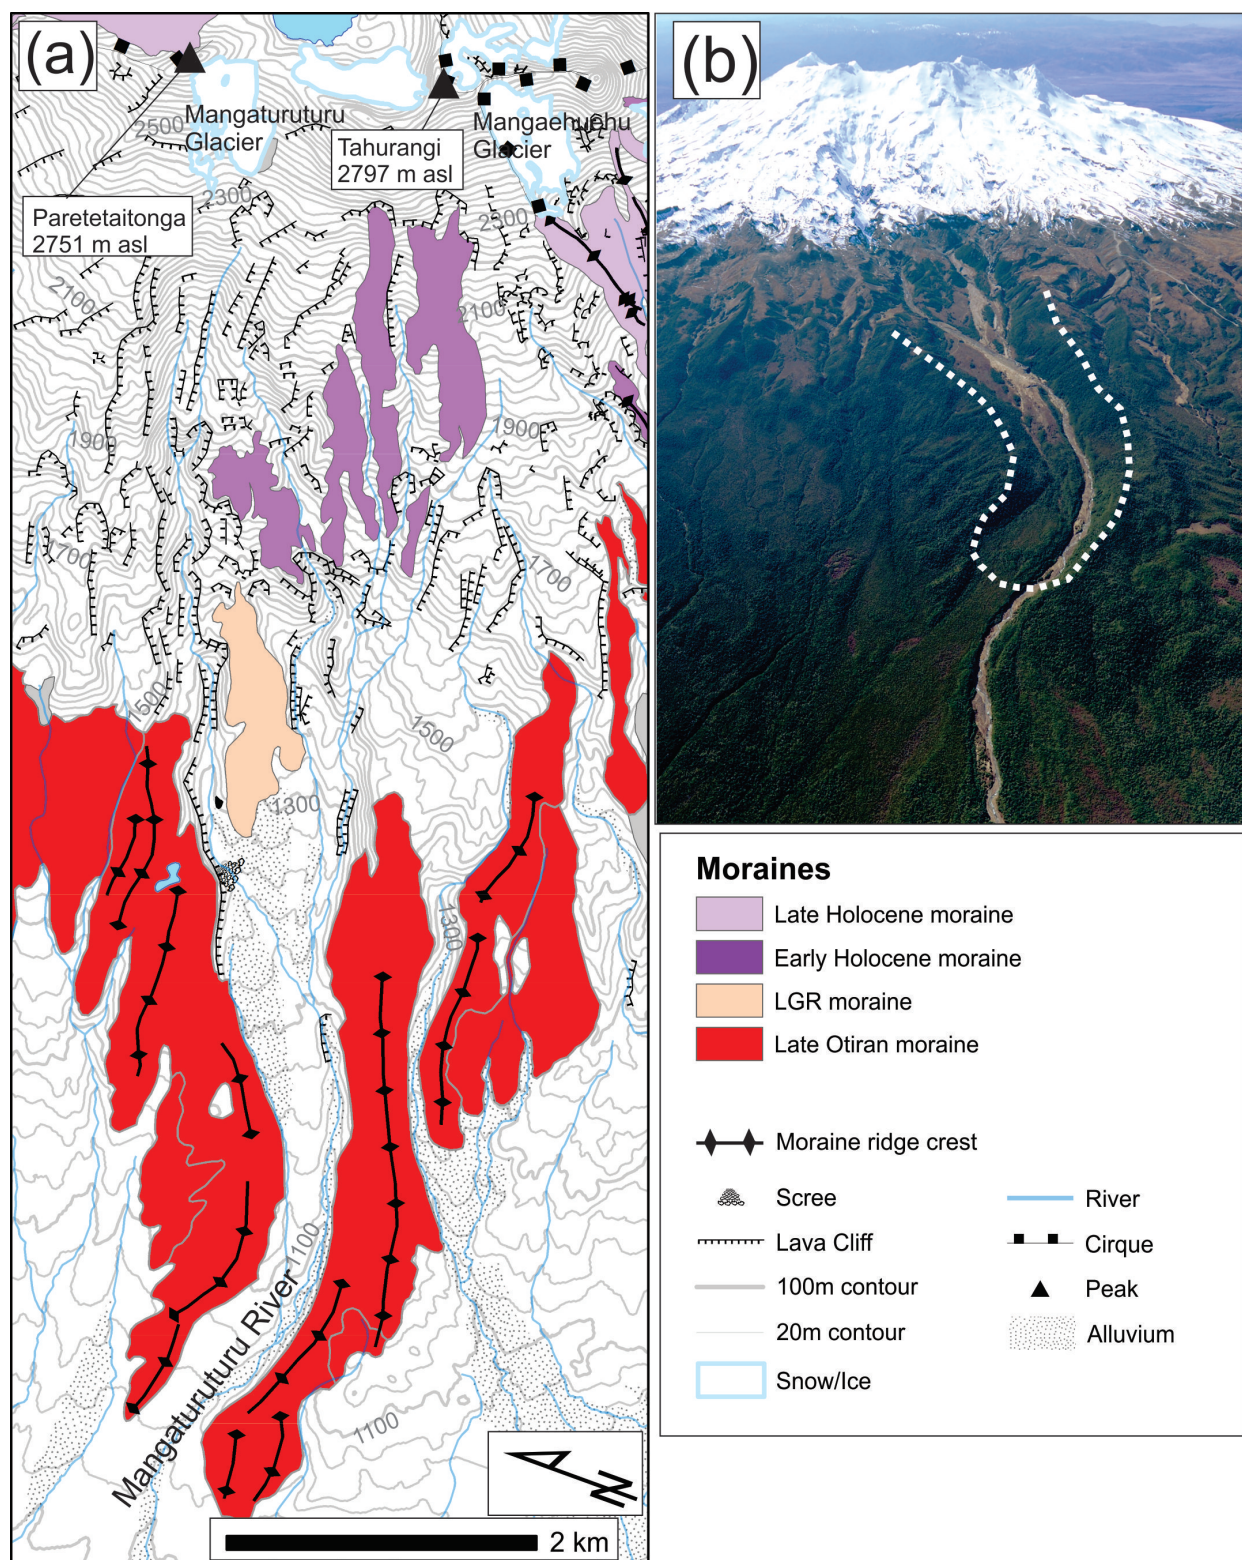 (a)
Mangaturuturu
Glacier
2500
Tahurangi
2797 m asl
Mangaehuehu
Glacier
2300
Paretetaitonga
2751 m asl
2300
2100
2100
1900
1900
1700
1700
1500
1500
1300
1300
1100
Mangaturuturu River
1100
N
2 km
(b)
Moraines
Late Holocene moraine
Early Holocene moraine
LGR moraine
Late Otiran moraine
Moraine ridge crest
Scree
River
Lava Cliff
Cirque
100m contour
Peak
20m contour
Alluvium
Snow/Ice